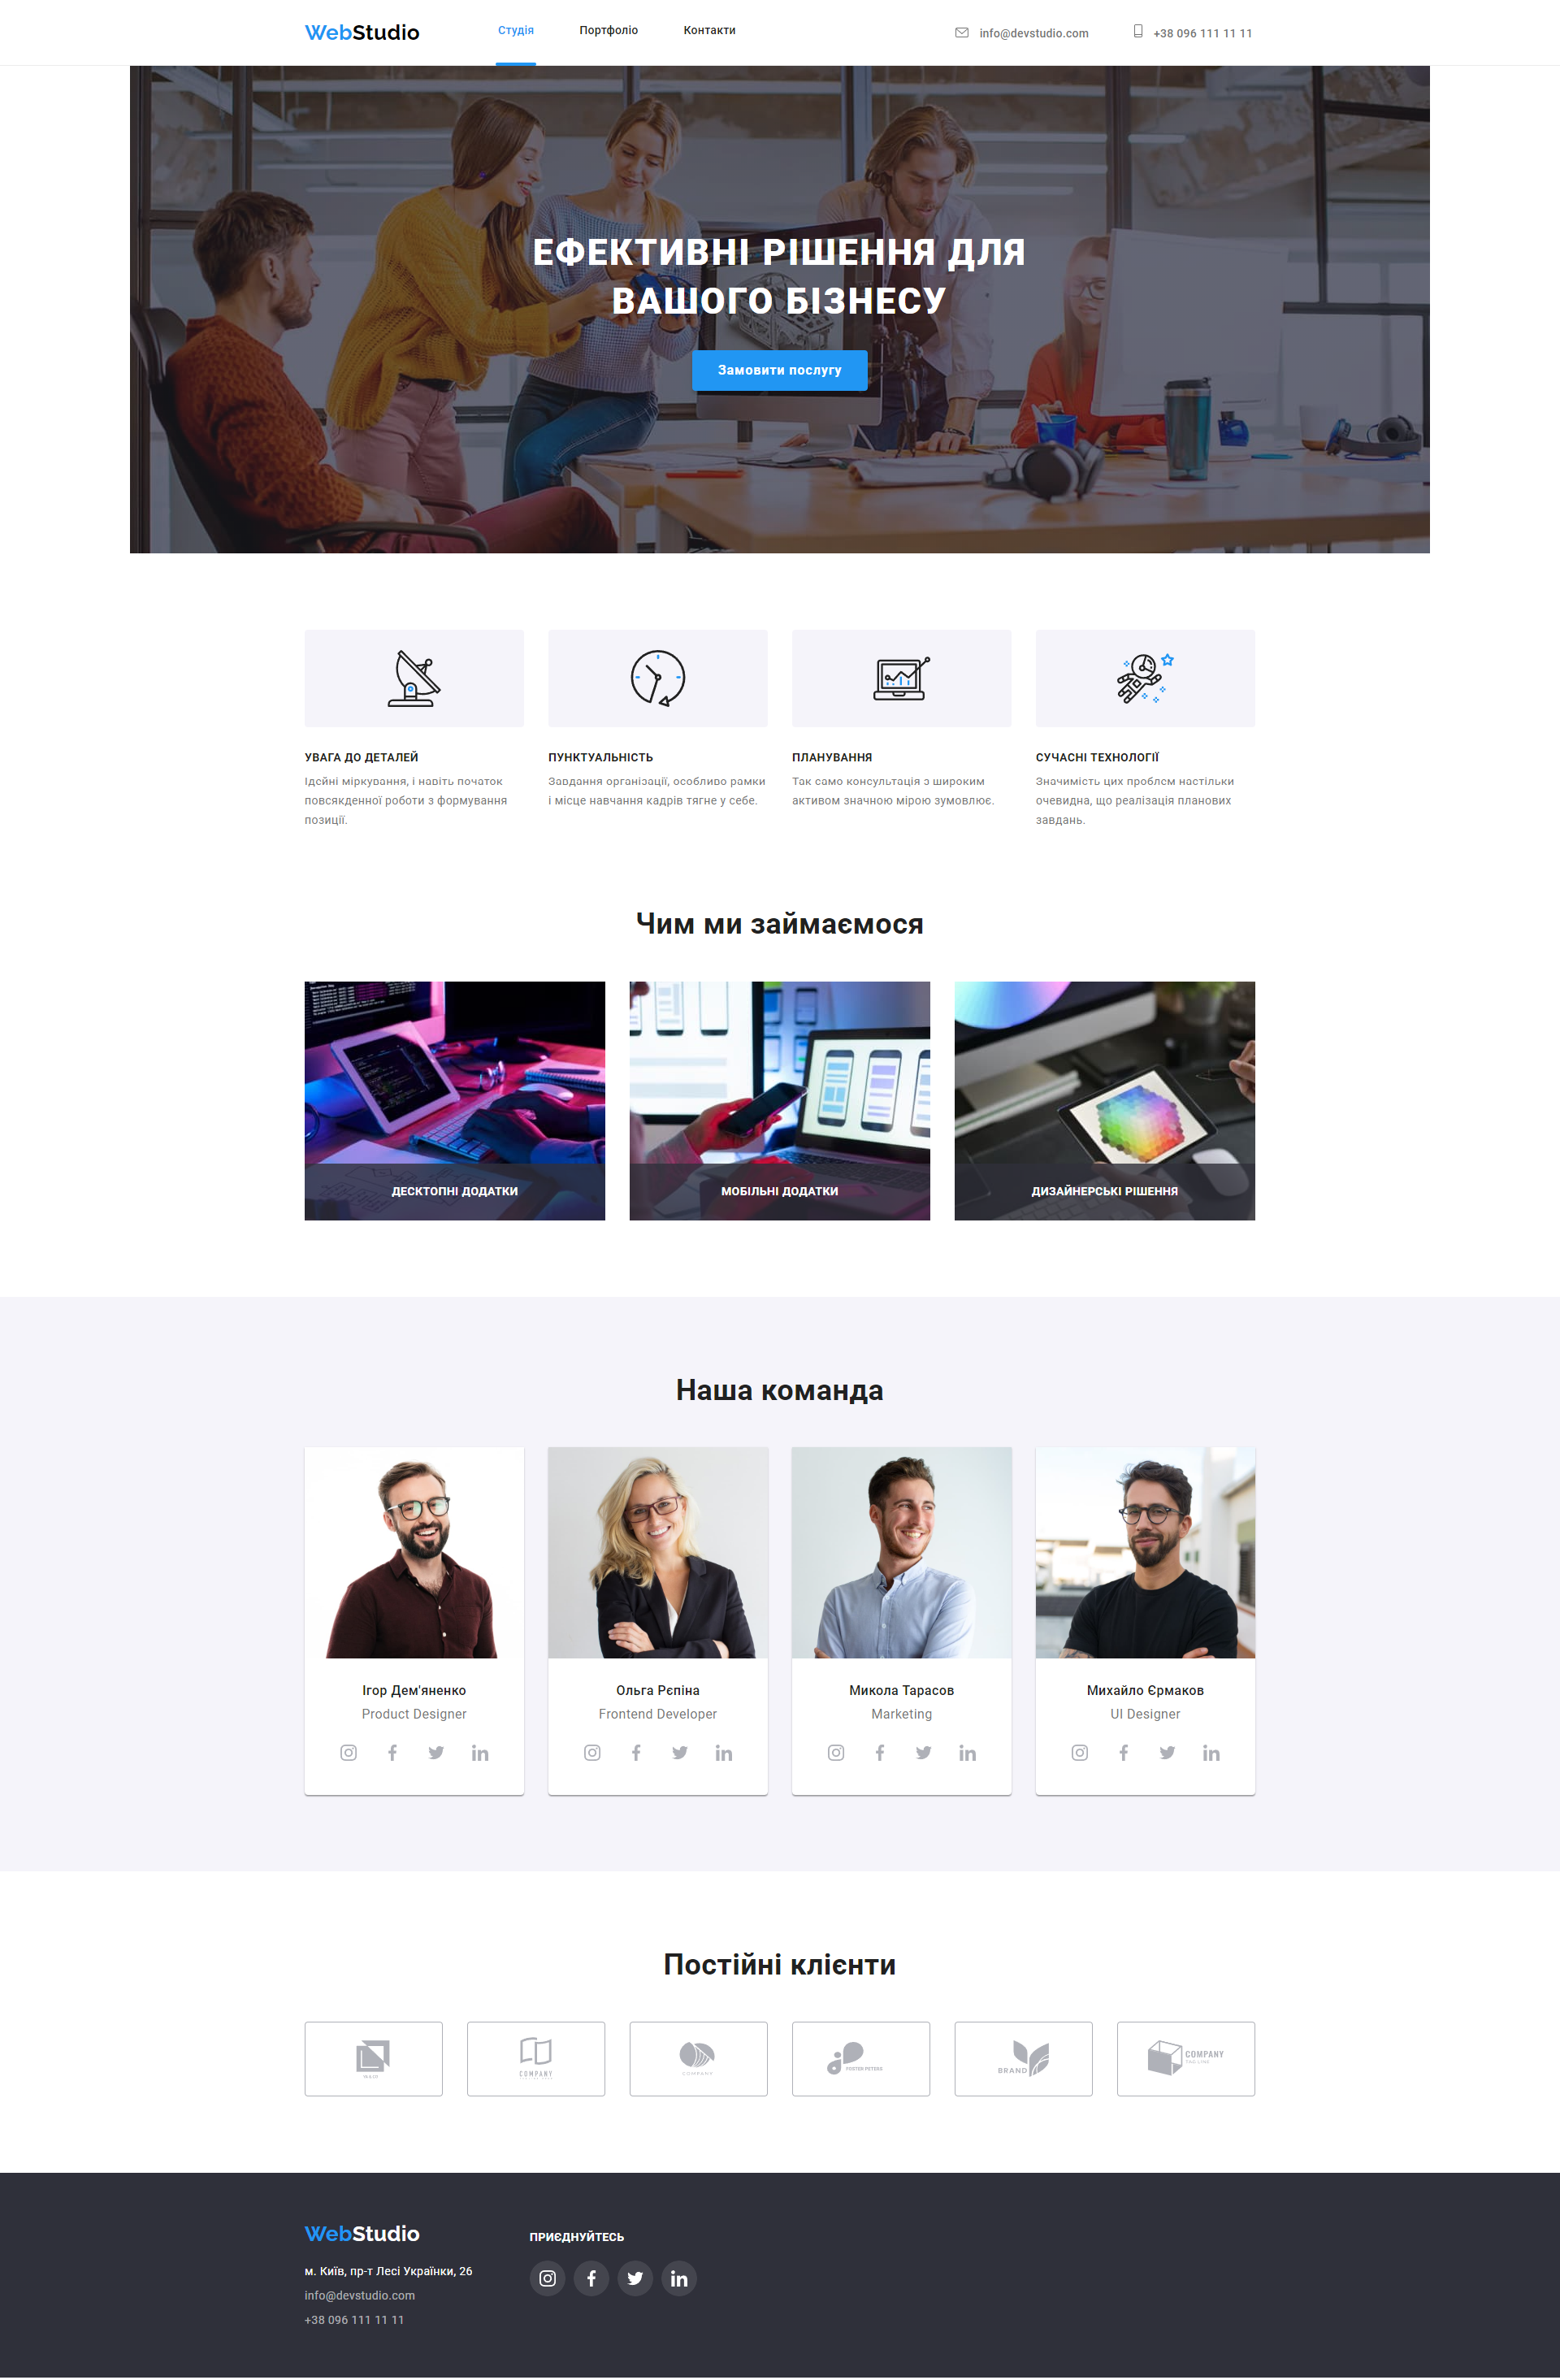 WebStudio
Студія
Портфоліо
Контакти
info@devstudio.com
+38 096 111 11 11
ЕФЕКТИВНІ РІШЕННЯ ДЛЯ
ВАШОГО БІЗНЕСУ
Замовити послугу
УВАГА ДО ДЕТАЛЕЙ
Ідейні міркування, і навіть початок
повсякденної роботи з формування
позиції.
ПУНКТУАЛЬНІСТЬ
Завдання організації, особливо рамки
і місце навчання кадрів тягне у себе.
ПЛАНУВАННЯ
Так само консультація з широким
активом значною мірою зумовлює.
СУЧАСНІ ТЕХНОЛОГІЇ
Значимість цих проблем настільки
очевидна, що реалізація планових
завдань.
Чим ми займаємося
ДЕСКТОПНІ ДОДАТКИ
МОБІЛЬНІ ДОДАТКИ
ДИЗАЙНЕРСЬКІ РІШЕННЯ
Наша команда
Ігор Дем'яненко
Product Designer
Ольга Рєпіна
Frontend Developer
Микола Тарасов
Marketing
Михайло Єрмаков
UI Designer
Постійні клієнти
COMPANY
COMPANY
BRAND
COMPANY
WebStudio
м. Київ, пр-т Лесі Українки, 26
info@devstudio.com
+38 096 111 11 11
ПРИЄДНУЙТЕСЬ